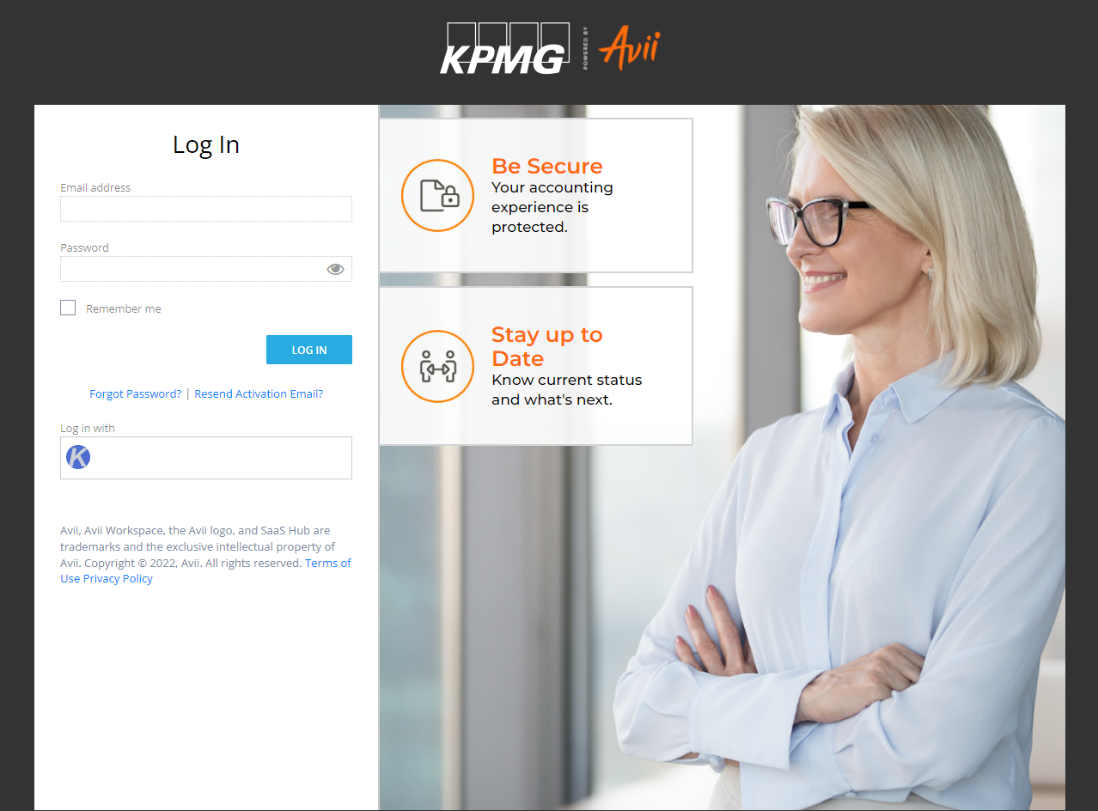 KPMG
POWERED BY
Avii
Log In
Email address
Password
Remember me
LOG IN
Forgot Password? | Resend Activation Email?
Log in with
K
Avii, Avii Workspace, the Avii logo, and SaaS Hub are
trademarks and the exclusive intellectual property of
Avii. Copyright © 2022, Avii. All rights reserved. Terms of
Use Privacy Policy
Be Secure
Your accounting
experience is
protected.
Stay up to
Date
Know current status
and what's next.